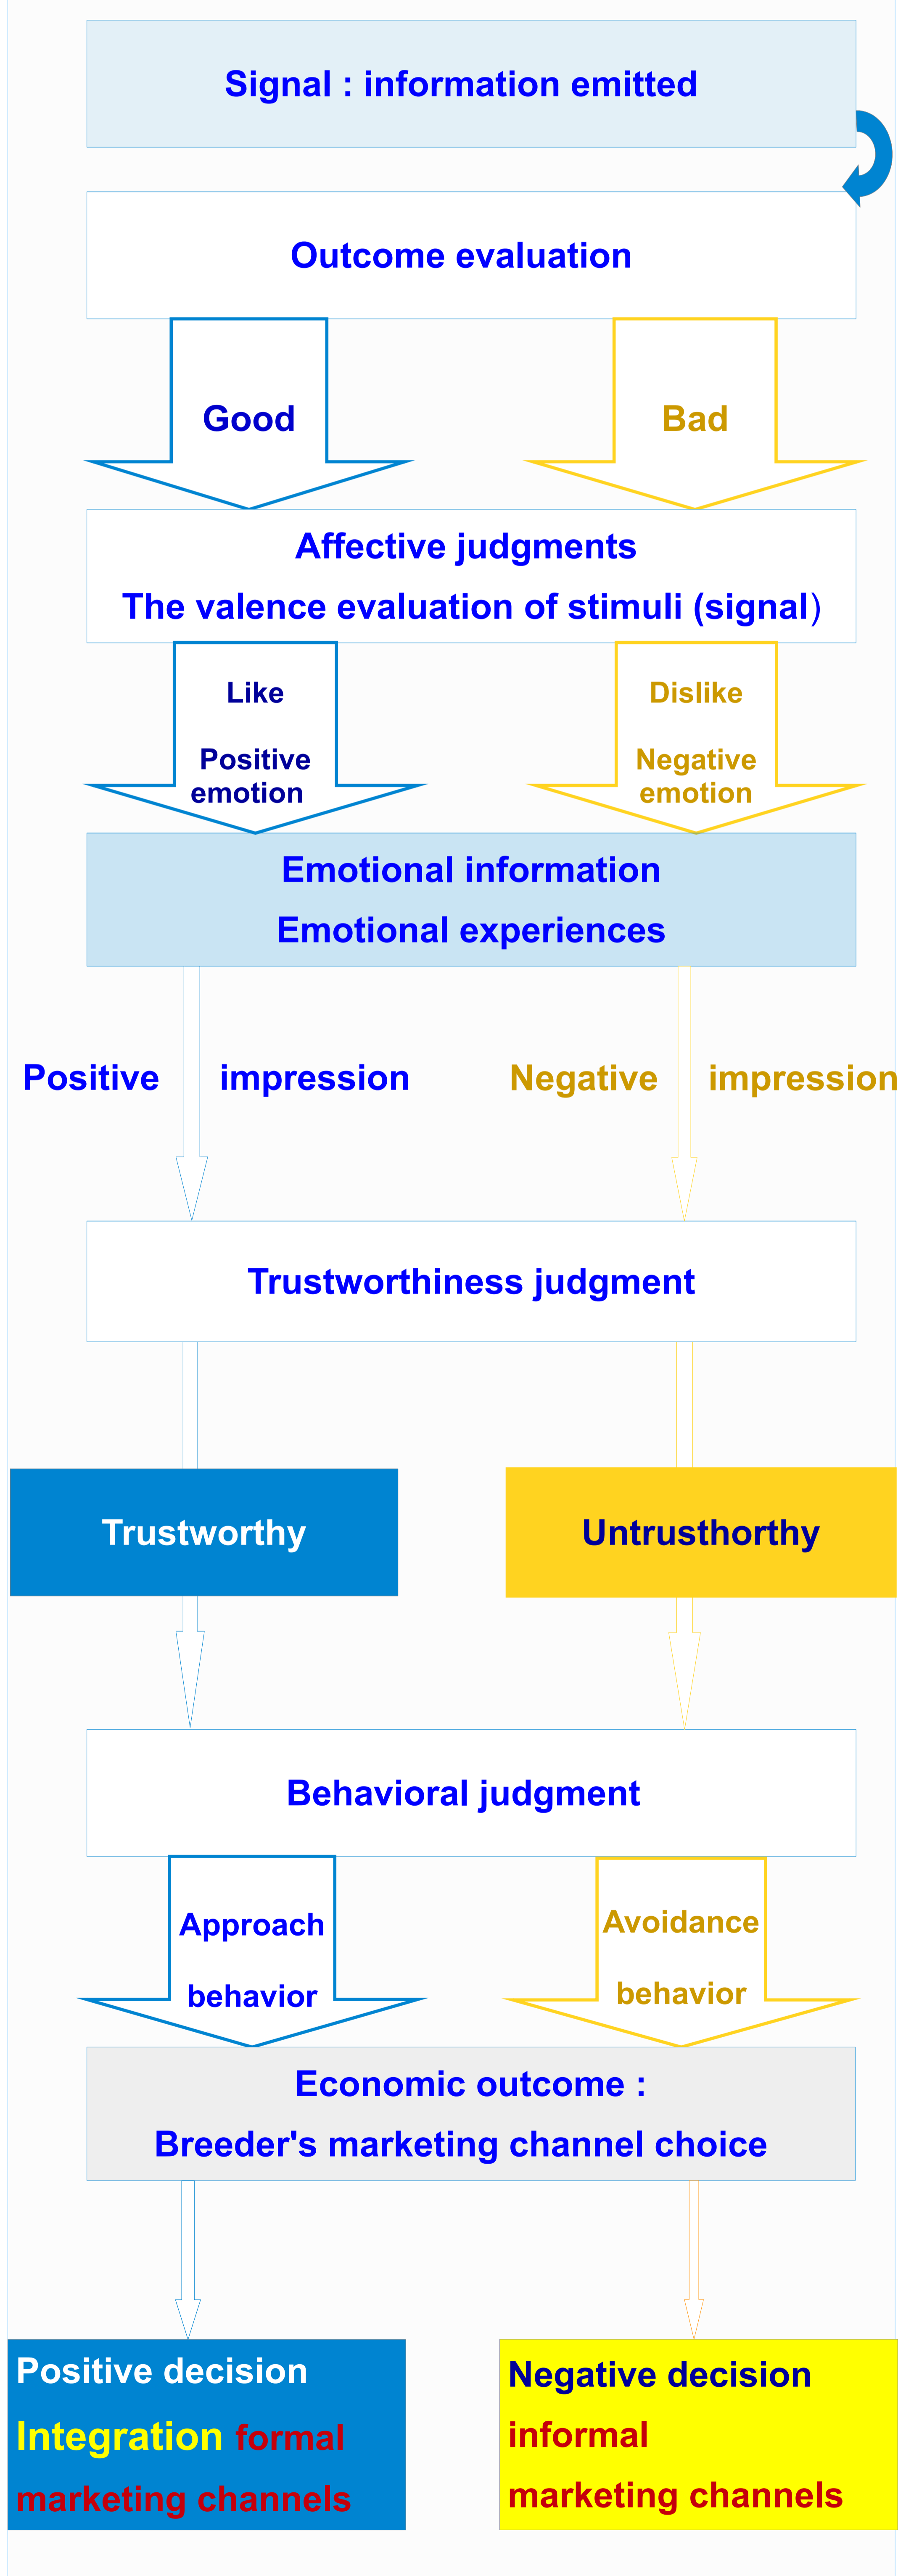 Signal : information emitted
Outcome evaluation
Good
Bad
Affective judgments
The valence evaluation of stimuli (signal)
Like
Positive
emotion
Dislike
Negative
emotion
Emotional information
Emotional experiences
Positive impression
Negative impression
Trustworthiness judgment
Trustworthy
Untrusthorthy
Behavioral judgment
Approach
behavior
Avoidance
behavior
Economic outcome :
Breeder's marketing channel choice
Positive decision
Integration formal
marketing channels
Negative decision
informal
marketing channels